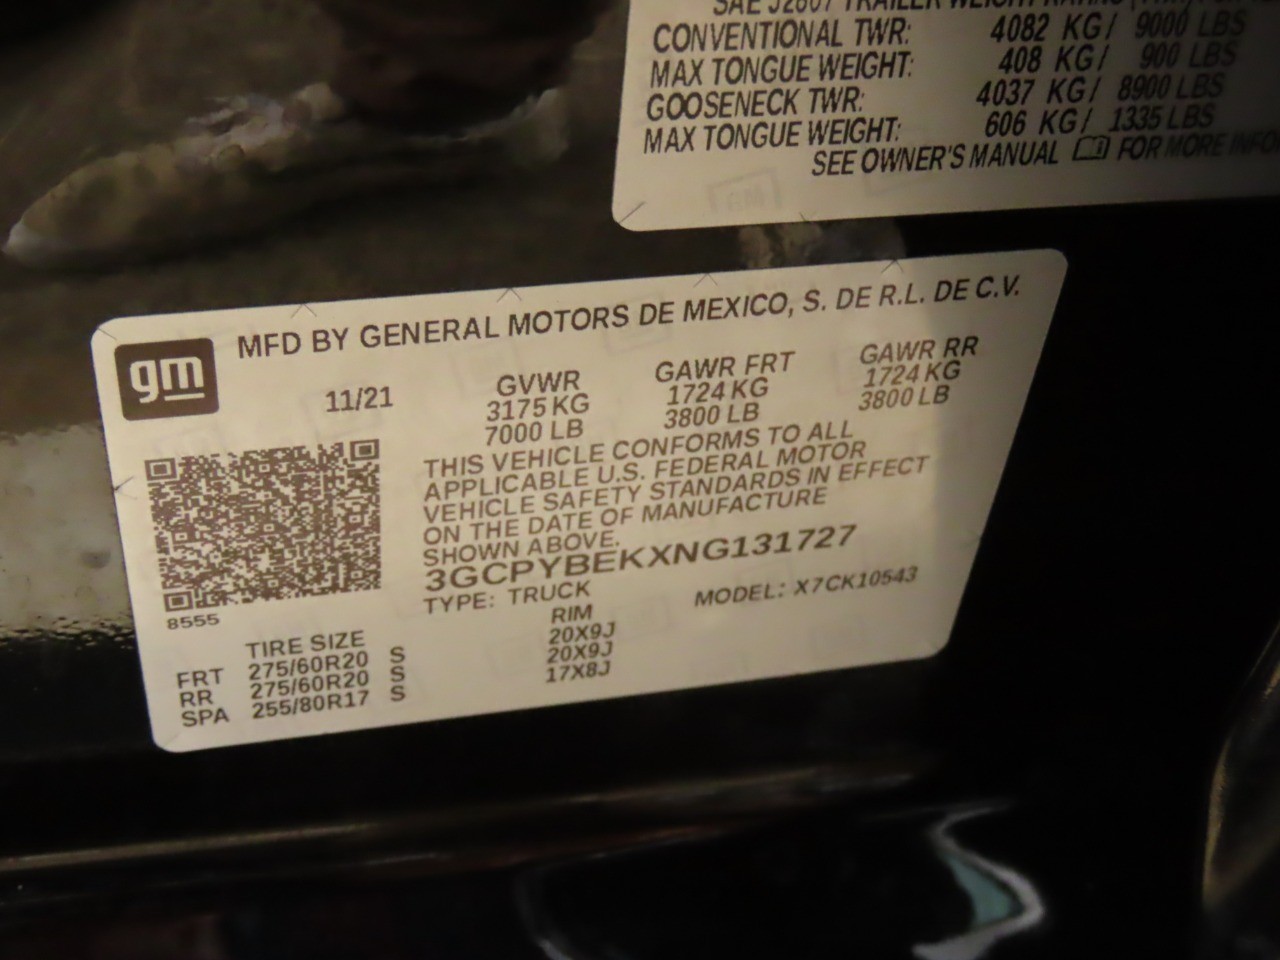 CONVENTIONAL TWR: 4082 KG/ 9000 LBS
MAX TONGUE WEIGHT: 408 KG/ 900 LBS
GOOSENECK TWR: 4037 KG/ 8900 LBS
MAX TONGUE WEIGHT: 606 KG/ 1335 LBS
SEE OWNER'S MANUAL FOR MORE
GM
gm
MFD BY GENERAL MOTORS DE MEXICO, S. DE R.L. DE C.V.
11/21 GVWR GAWR FRT GAWR RR
3175 KG 1724 KG 1724 KG
7000 LB 3800 LB 3800 LB
THIS VEHICLE CONFORMS TO ALL
APPLICABLE U.S. FEDERAL MOTOR
VEHICLE SAFETY STANDARDS IN EFFECT
ON THE DATE OF MANUFACTURE
SHOWN ABOVE.
3GCPYBEKXNG131727
TYPE: TRUCK MODEL: X7CK10543
8555
TIRE SIZE RIM
FRT 275/60R20 S 20X9J
RR 275/60R20 S 20X9J
SPA 255/80R17 S 17X8J